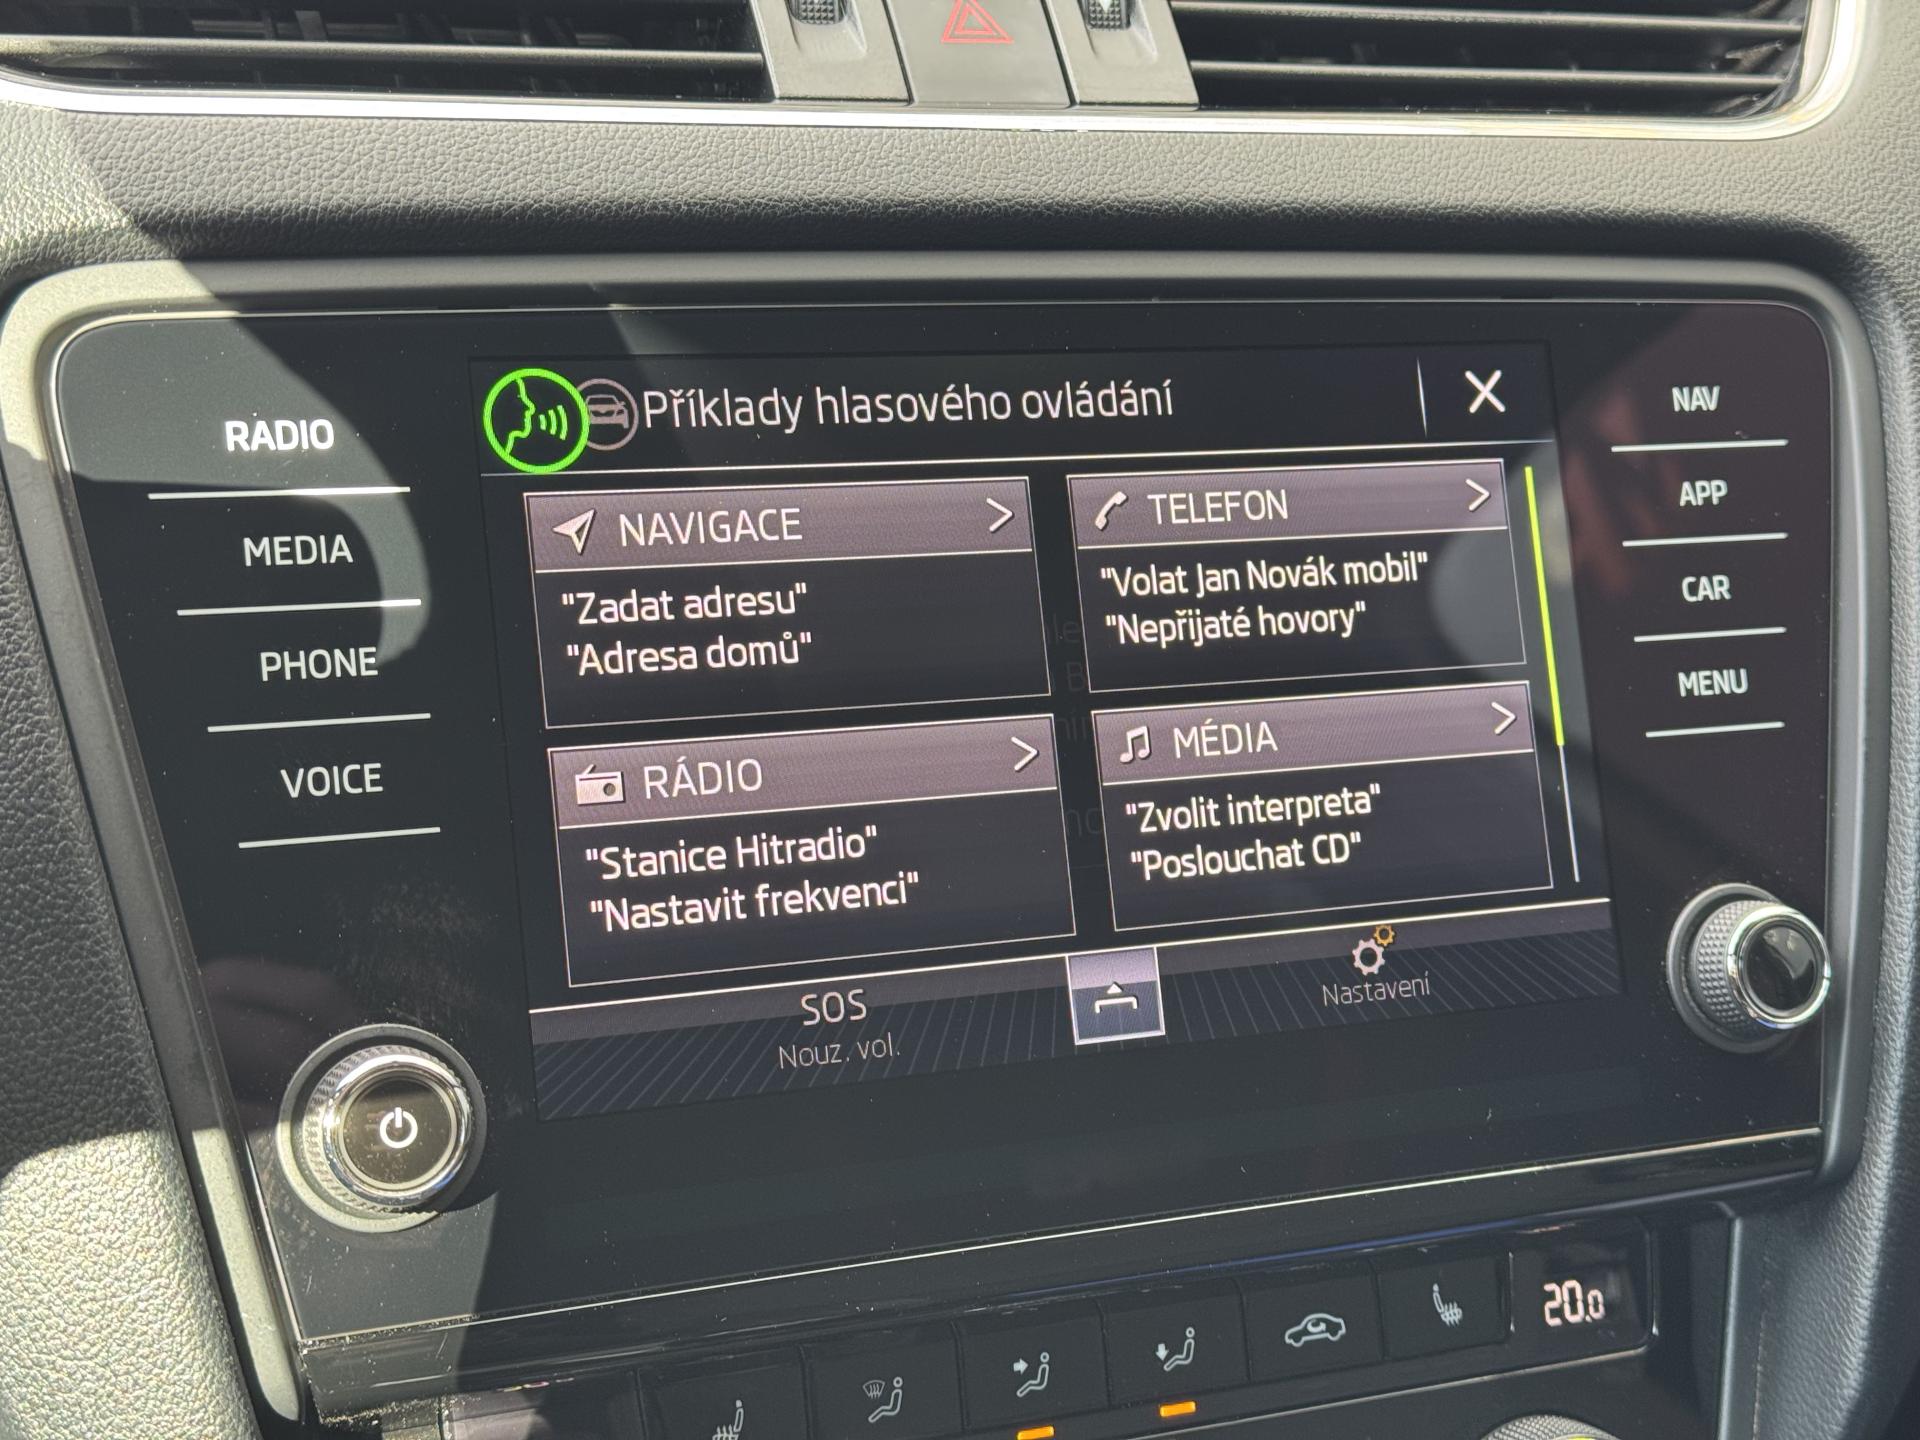 RADIO
MEDIA
PHONE
VOICE
Příklady hlasového ovládání
NAVIGACE
"Zadat adresu"
"Adresa domů"
TELEFON
"Volat Jan Novák mobil"
"Nepřijaté hovory"
RÁDIO
"Stanice Hitradio"
"Nastavit frekvenci"
MÉDIA
"Zvolit interpreta"
"Poslouchat CD"
SOS
Nouz. vol.
Nastavení
NAV
APP
CAR
MENU
20.0